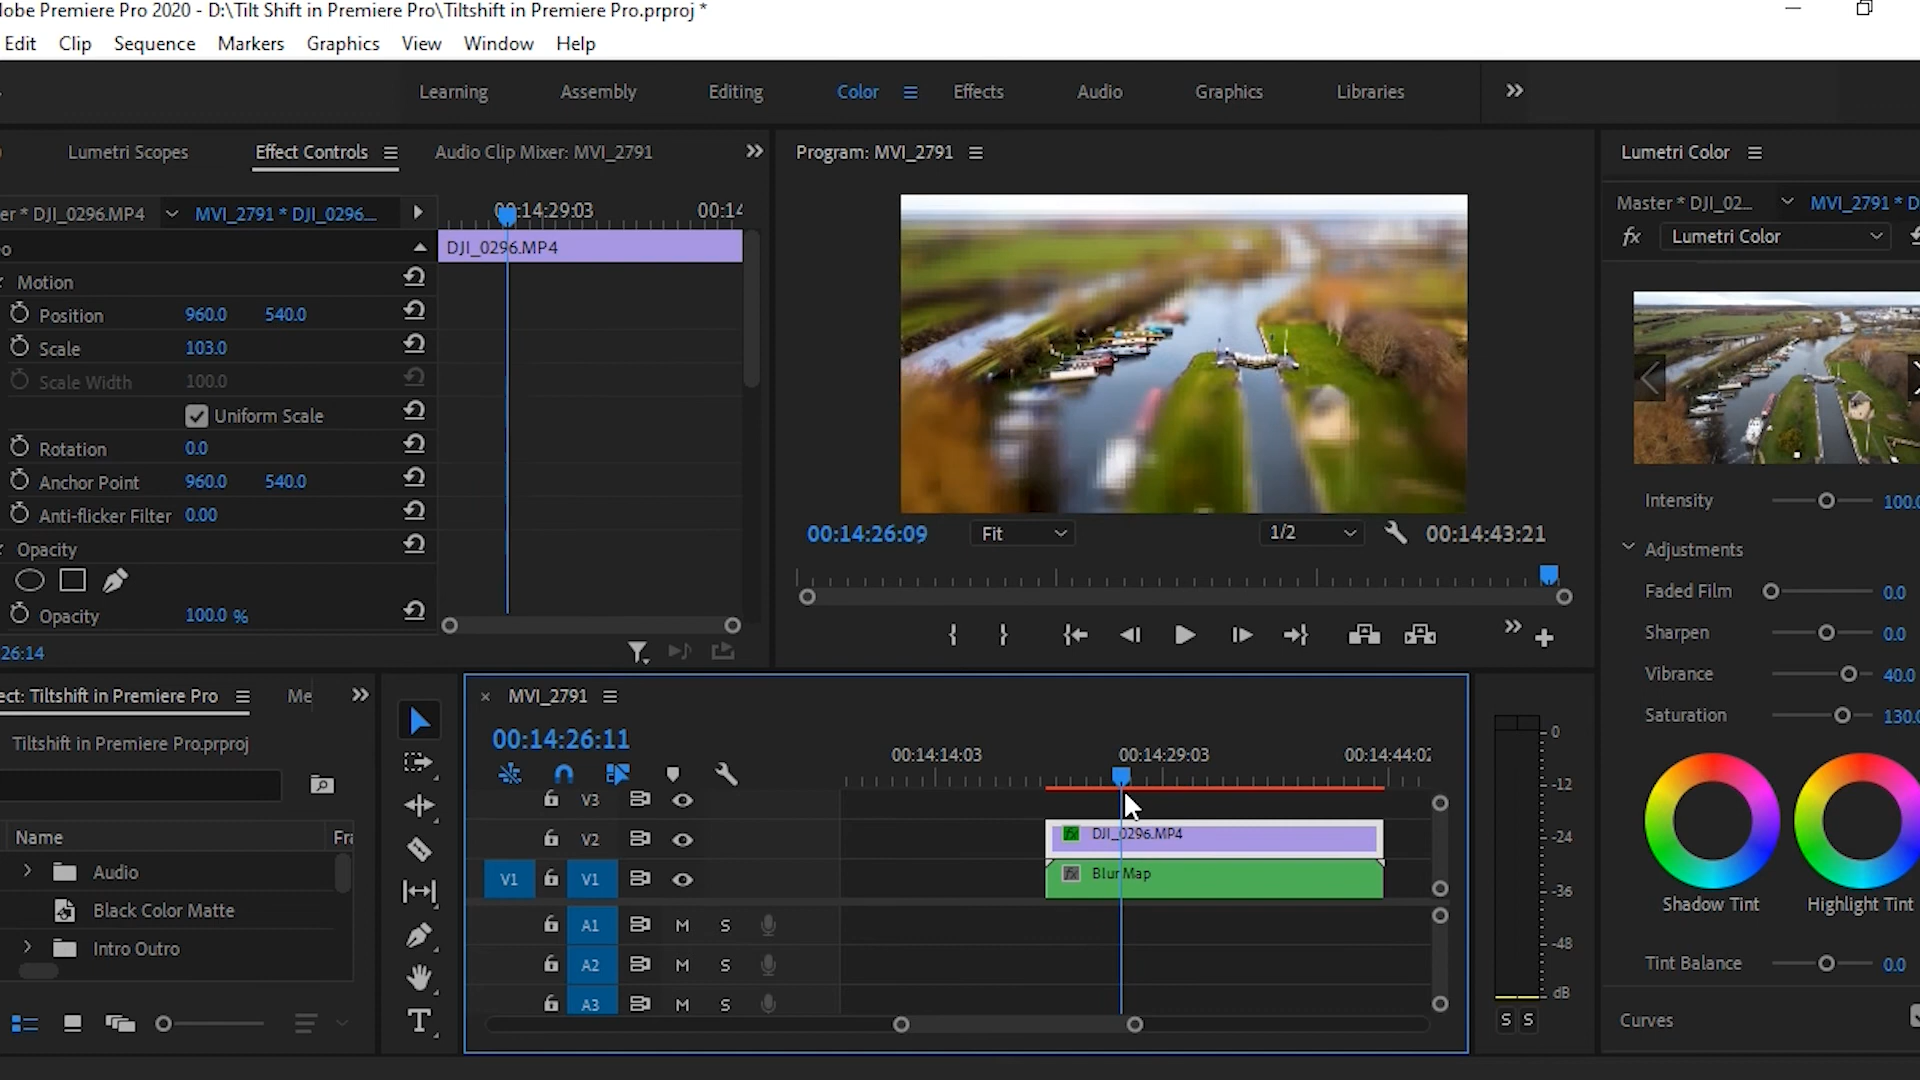 obe Premiere Pro 2020 - D:\Tilt Shift in Premiere Pro\Tiltshift in Premiere Pro.prproj *
Edit Clip Sequence Markers Graphics View Window Help
Learning Assembly Editing Color Effects Audio Graphics Libraries
Lumetri Scopes Effect Controls Audio Clip Mixer: MVI_2791
Program: MVI_2791
Lumetri Color
er * DJI_0296.MP4 MVI_2791 * DJI_0296...
00:14:29:03 00:14
Master * DJI_02... MVI_2791 * D
fx Lumetri Color
eo
DJI_0296.MP4
Motion
Position 960.0 540.0
Scale 103.0
Scale Width 100.0
Uniform Scale
Rotation 0.0
Anchor Point 960.0 540.0
Anti-flicker Filter 0.00
Opacity
Opacity 100.0 %
26:14
00:14:26:09 Fit 1/2 00:14:43:21
Intensity 100.0
Adjustments
Faded Film 0.0
Sharpen 0.0
Vibrance 40.0
Saturation 130.0
Shadow Tint Highlight Tint
Tint Balance 0.0
Curves
ect: Tiltshift in Premiere Pro Me
Tiltshift in Premiere Pro.prproj
Name Fra
Audio
Black Color Matte
Intro Outro
T
MVI_2791
00:14:26:11
00:14:14:03 00:14:29:03 00:14:44:02
V3
V2 fx DJI_0296.MP4
V1 V1 fx Blur Map
A1 M S
A2 M S
A3 M S
0
-12
-24
-36
-48
dB
S S